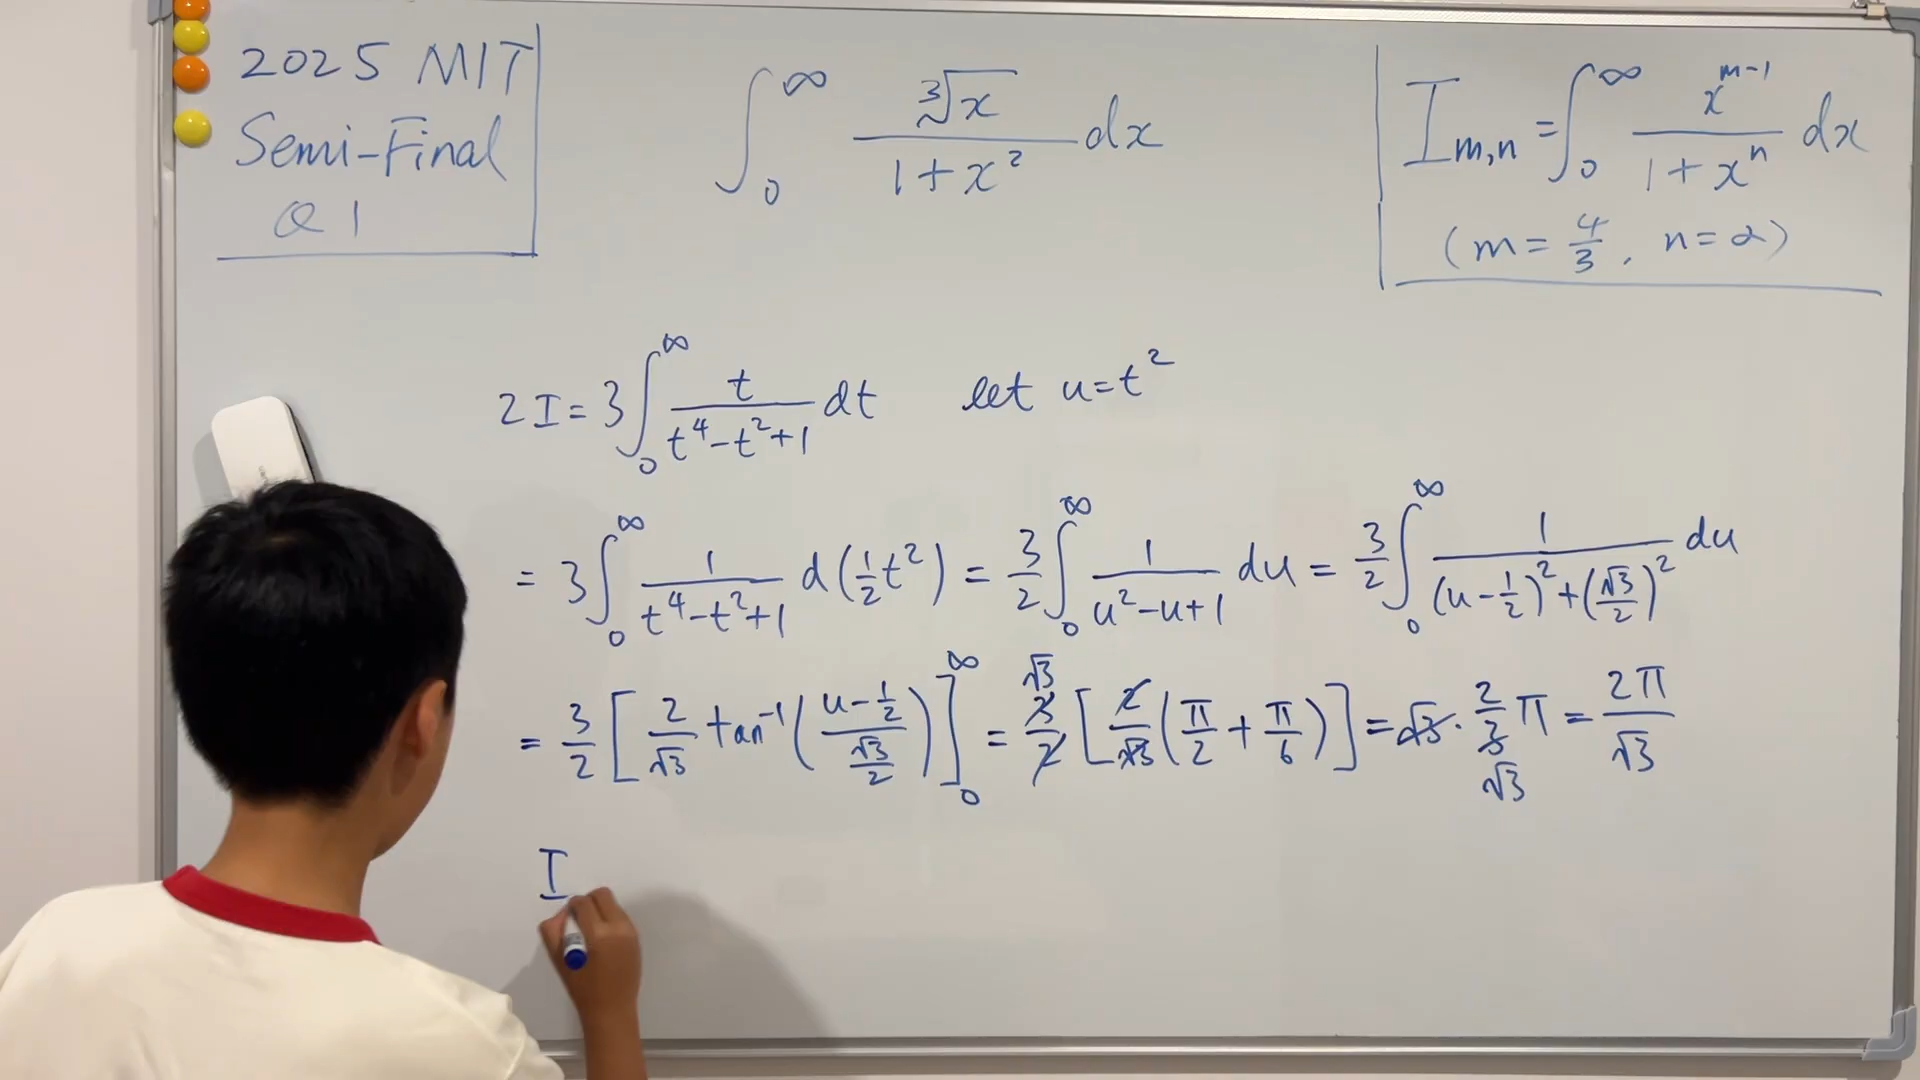 2025 MIT
Semi-Final
Q1
∫₀^∞ ∛x / (1+x²) dx
I_{m,n} = ∫₀^∞ x^{m-1} / (1+x^n) dx
(m = 4/3, n = 2)
2I = 3∫₀^∞ t / (t⁴-t²+1) dt let u=t²
= 3∫₀^∞ 1 / (t⁴-t²+1) d(½t²) = 3/2 ∫₀^∞ 1 / (u²-u+1) du = 3/2 ∫₀^∞ 1 / ((u-½)²+(√3/2)²) du
= 3/2 [2/√3 tan⁻¹((u-½)/(√3/2))]₀^∞ = √3 3/2 [2/√3 (π/2 + π/6)] = √3 · 2/3 √3 π = 2π/√3
I